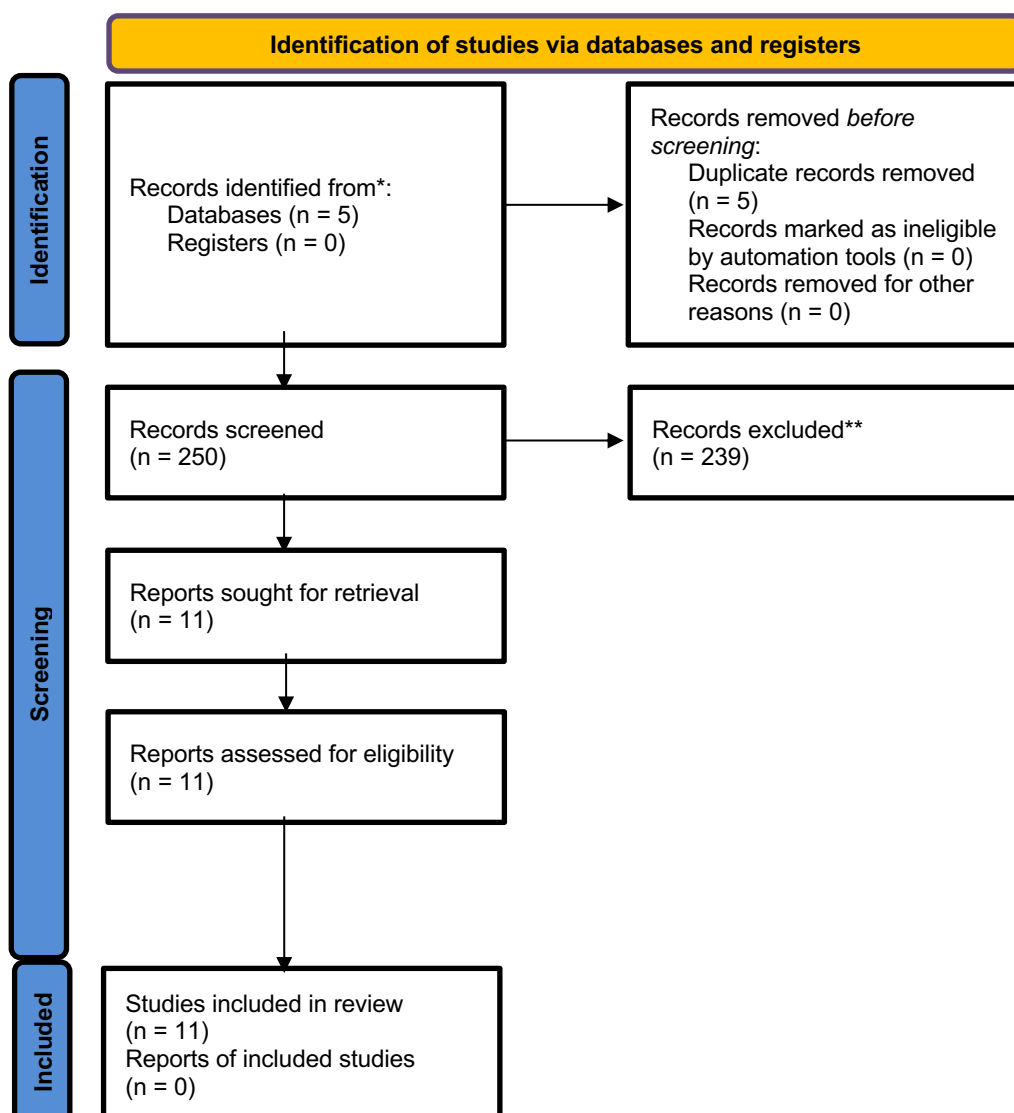 Identification of studies via databases and registers
Identification
Records identified from*:
Databases (n = 5)
Registers (n = 0)
Records removed before
screening:
Duplicate records removed
(n = 5)
Records marked as ineligible
by automation tools (n = 0)
Records removed for other
reasons (n = 0)
Screening
Records screened
(n = 250)
Records excluded**
(n = 239)
Reports sought for retrieval
(n = 11)
Reports assessed for eligibility
(n = 11)
Included
Studies included in review
(n = 11)
Reports of included studies
(n = 0)